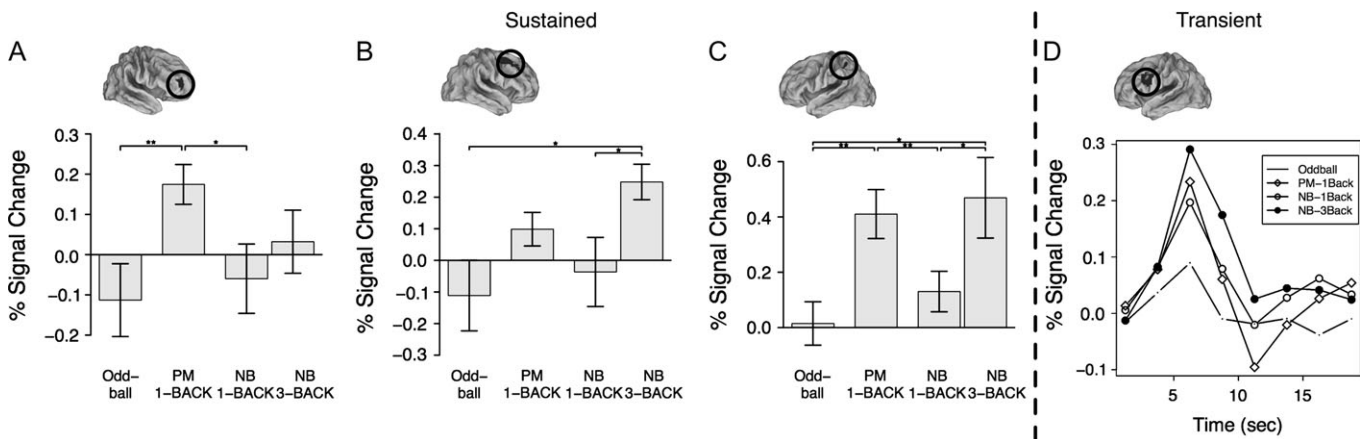 Sustained
Transient
A
B
C
D
% Signal Change
0.3
0.2
0.1
0.0
−0.1
−0.2
**
*
Odd−
ball
PM
1−BACK
NB
1−BACK
NB
3−BACK
% Signal Change
0.4
0.3
0.2
0.1
0.0
−0.1
−0.2
−0.3
*
*
Odd−
ball
PM
1−BACK
NB
1−BACK
NB
3−BACK
% Signal Change
0.6
0.4
0.2
0.0
*
**
**
*
Odd−
ball
PM
1−BACK
NB
1−BACK
NB
3−BACK
% Signal Change
0.3
0.2
0.1
0.0
−0.1
Oddball
PM−1Back
NB−1Back
NB−3Back
5
10
15
Time (sec)